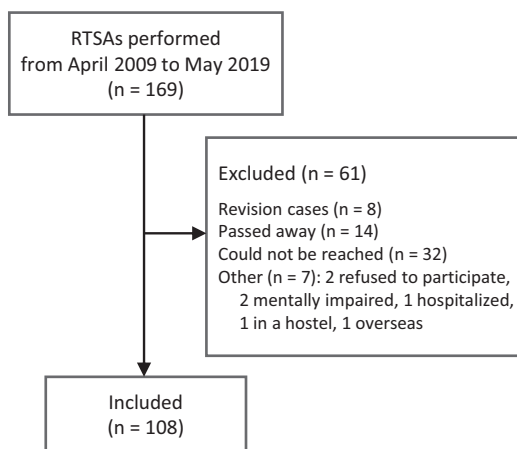 RTSAs performed
from April 2009 to May 2019
(n = 169)
Excluded (n = 61)
Revision cases (n = 8)
Passed away (n = 14)
Could not be reached (n = 32)
Other (n = 7): 2 refused to participate,
2 mentally impaired, 1 hospitalized,
1 in a hostel, 1 overseas
Included
(n = 108)